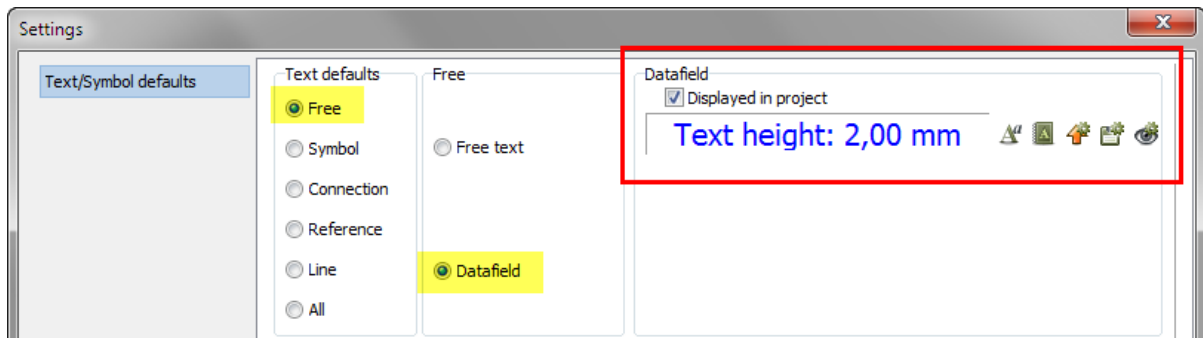 Settings
Text/Symbol defaults
Text defaults
Free
Symbol
Connection
Reference
Line
All
Free
Free text
Datafield
Datafield
Displayed in project
Text height: 2,00 mm